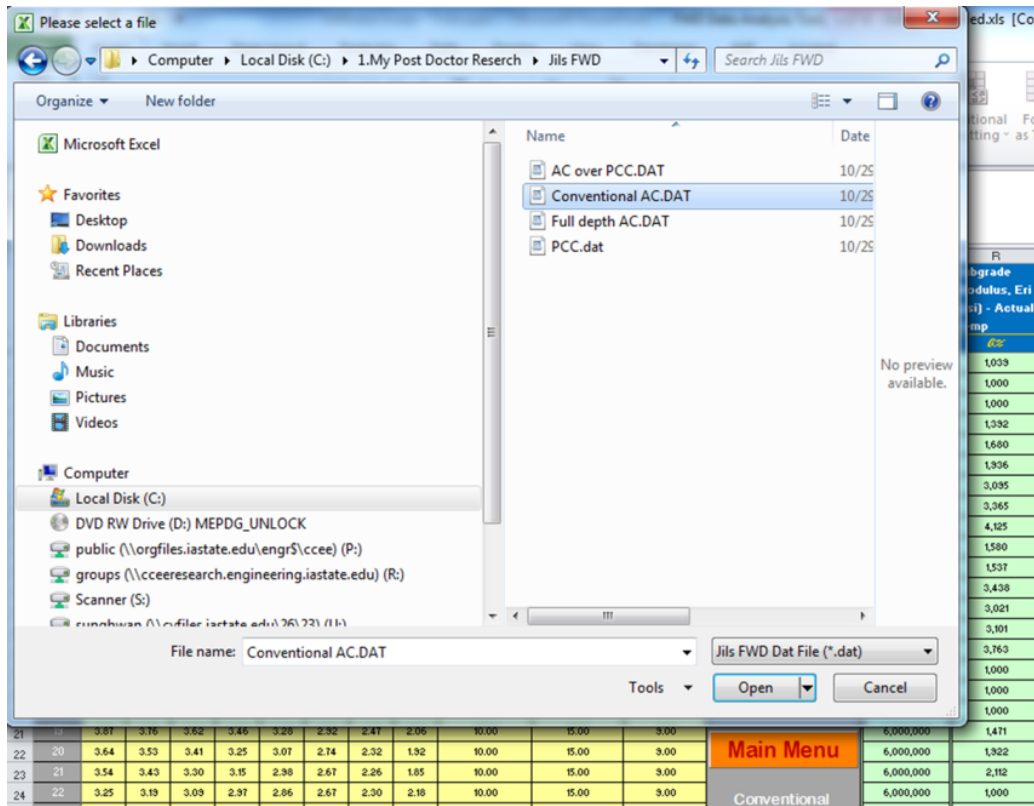 Please select a file
ed.xls [Co
Computer Local Disk (C:) 1.My Post Doctor Reserch Jils FWD
Search Jils FWD
Organize New folder
Microsoft Excel
Favorites
Desktop
Downloads
Recent Places
Libraries
Documents
Music
Pictures
Videos
Computer
Local Disk (C:)
DVD RW Drive (D:) MEPDG_UNLOCK
public (\\orgfiles.iastate.edu\engr$\ccee) (P:)
groups (\\cceeresearch.engineering.iastate.edu) (R:)
Scanner (S:)
Name Date
AC over PCC.DAT 10/29
Conventional AC.DAT 10/29
Full depth AC.DAT 10/29
PCC.dat 10/29
No preview
available.
File name: Conventional AC.DAT
Jils FWD Dat File (*.dat)
Tools Open Cancel
tional Fo
tting as
R
bgrade
odulus, Eri
si) - Actual
mp
1,039
1,000
1,000
1,392
1,680
1,936
3,095
3,365
4,125
1,580
1,537
3,438
3,021
3,101
3,763
1,000
1,000
1,000
21 19 3.87 3.76 3.62 3.46 3.28 2.92 2.47 2.06 10.00 15.00 9.00 6,000,000 1,471
22 20 3.64 3.53 3.41 3.25 3.07 2.74 2.32 1.92 10.00 15.00 9.00 Main Menu 6,000,000 1,922
23 21 3.54 3.43 3.30 3.15 2.98 2.67 2.26 1.85 10.00 15.00 9.00 6,000,000 2,112
24 22 3.25 3.19 3.09 2.97 2.86 2.67 2.30 2.18 10.00 15.00 9.00 Conventional 6,000,000 1,000